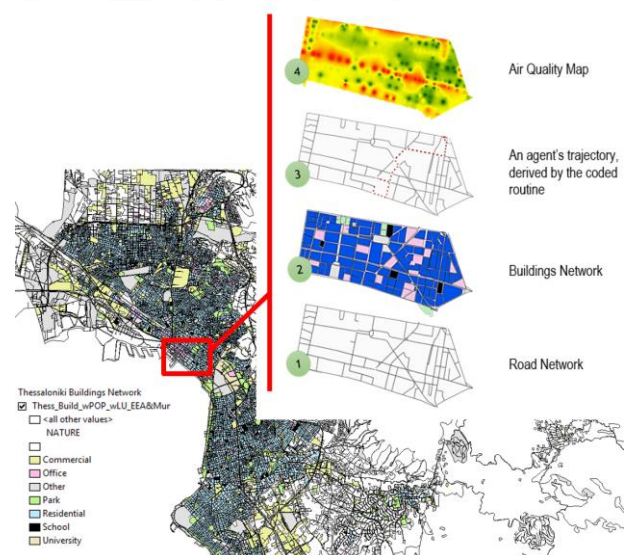 4
Air Quality Map
3
An agent's trajectory,
derived by the coded
routine
2
Buildings Network
1
Road Network
Thessaloniki Buildings Network
Thess_Build_wPOP_wLU_EEA&Mur
<all other values>
NATURE
Commercial
Office
Other
Park
Residential
School
University